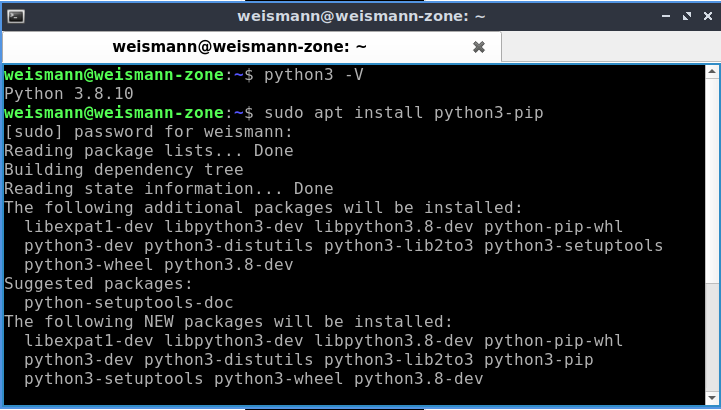 weismann@weismann-zone: ~
weismann@weismann-zone: ~
weismann@weismann-zone:~$ python3 -V
Python 3.8.10
weismann@weismann-zone:~$ sudo apt install python3-pip
[sudo] password for weismann:
Reading package lists... Done
Building dependency tree
Reading state information... Done
The following additional packages will be installed:
  libexpat1-dev libpython3-dev libpython3.8-dev python-pip-whl
  python3-dev python3-distutils python3-lib2to3 python3-setuptools
  python3-wheel python3.8-dev
Suggested packages:
  python-setuptools-doc
The following NEW packages will be installed:
  libexpat1-dev libpython3-dev libpython3.8-dev python-pip-whl
  python3-dev python3-distutils python3-lib2to3 python3-pip
  python3-setuptools python3-wheel python3.8-dev